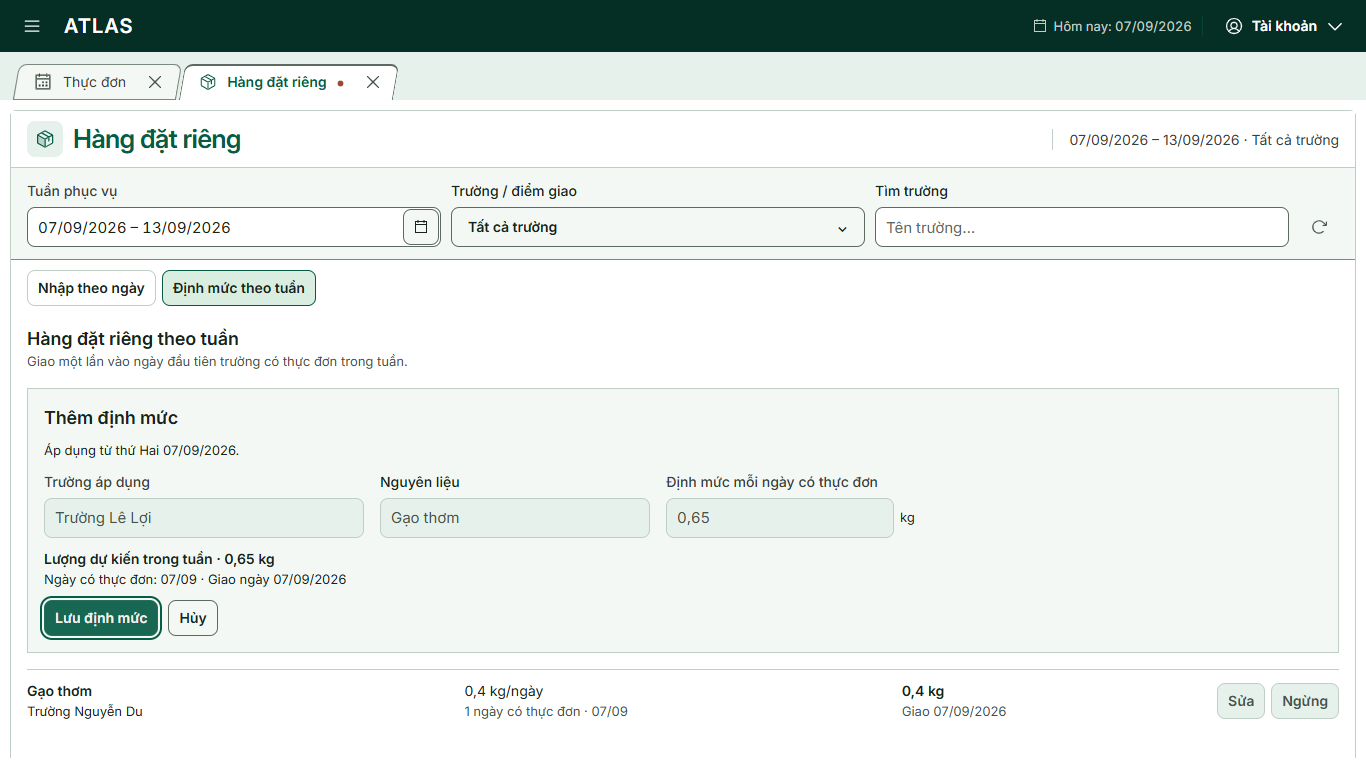 ATLAS
Hôm nay: 07/09/2026
Tài khoản
Thực đơn
Hàng đặt riêng
Hàng đặt riêng
07/09/2026 – 13/09/2026 · Tất cả trường
Tuần phục vụ
Trường / điểm giao
Tìm trường
07/09/2026 – 13/09/2026
Tất cả trường
Tên trường...
Nhập theo ngày
Định mức theo tuần
Hàng đặt riêng theo tuần
Giao một lần vào ngày đầu tiên trường có thực đơn trong tuần.
Thêm định mức
Áp dụng từ thứ Hai 07/09/2026.
Trường áp dụng
Nguyên liệu
Định mức mỗi ngày có thực đơn
Trường Lê Lợi
Gạo thơm
0,65
kg
Lượng dự kiến trong tuần · 0,65 kg
Ngày có thực đơn: 07/09 · Giao ngày 07/09/2026
Lưu định mức
Hủy
Gạo thơm
0,4 kg/ngày
0,4 kg
Sửa
Ngừng
Trường Nguyễn Du
1 ngày có thực đơn · 07/09
Giao 07/09/2026